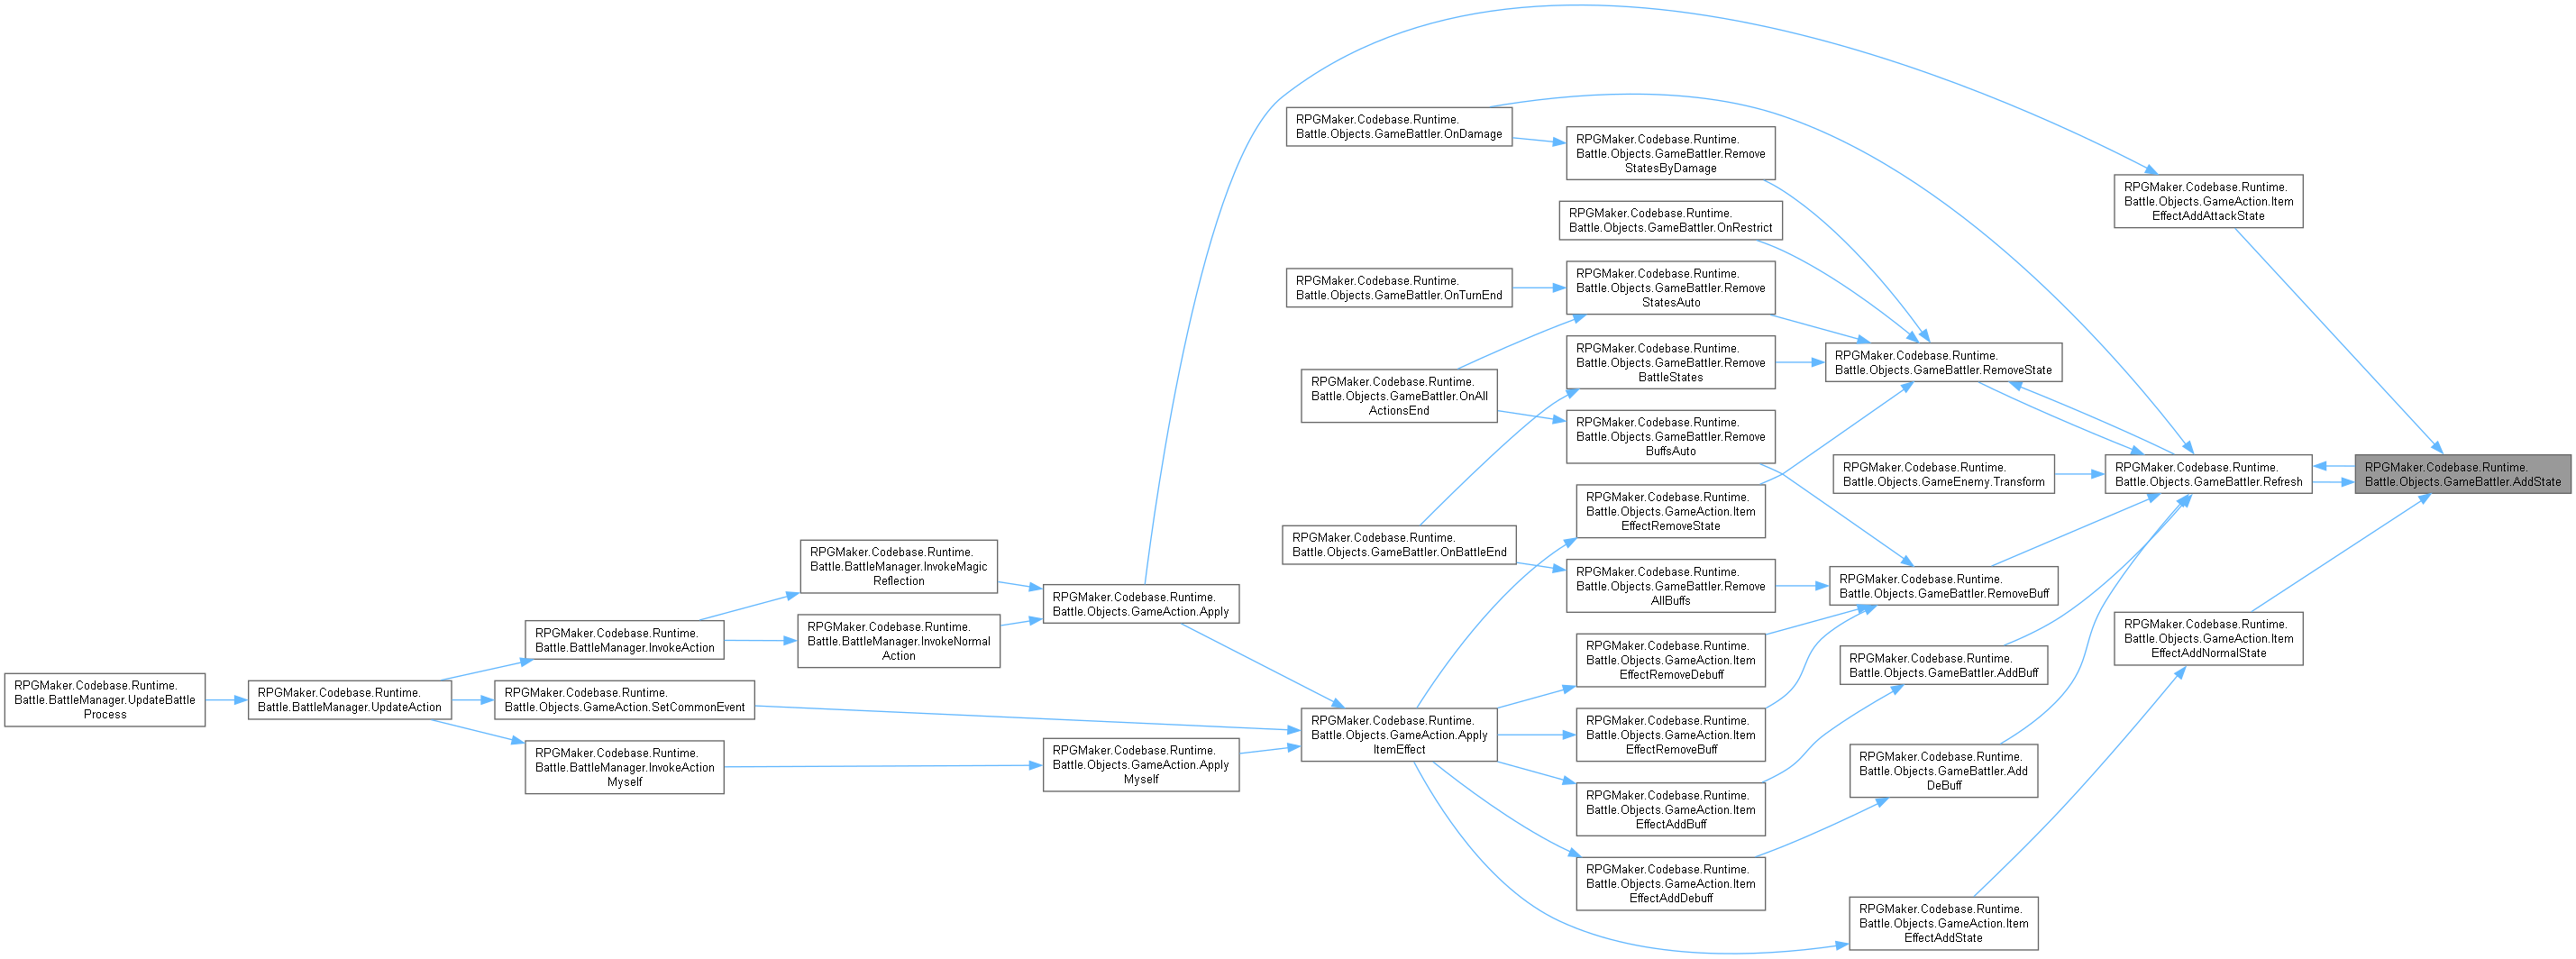 RPGMaker.Codebase.Runtime.
Battle.Objects.GameBattler.OnDamage
RPGMaker.Codebase.Runtime.
Battle.Objects.GameBattler.Remove
StatesByDamage
RPGMaker.Codebase.Runtime.
Battle.Objects.GameAction.Item
EffectAddAttackState
RPGMaker.Codebase.Runtime.
Battle.Objects.GameBattler.OnRestrict
RPGMaker.Codebase.Runtime.
Battle.Objects.GameBattler.OnTurnEnd
RPGMaker.Codebase.Runtime.
Battle.Objects.GameBattler.Remove
StatesAuto
RPGMaker.Codebase.Runtime.
Battle.Objects.GameBattler.Remove
BattleStates
RPGMaker.Codebase.Runtime.
Battle.Objects.GameBattler.RemoveState
RPGMaker.Codebase.Runtime.
Battle.Objects.GameBattler.OnAll
ActionsEnd
RPGMaker.Codebase.Runtime.
Battle.Objects.GameBattler.Remove
BuffsAuto
RPGMaker.Codebase.Runtime.
Battle.Objects.GameEnemy.Transform
RPGMaker.Codebase.Runtime.
Battle.Objects.GameBattler.Refresh
RPGMaker.Codebase.Runtime.
Battle.Objects.GameBattler.AddState
RPGMaker.Codebase.Runtime.
Battle.Objects.GameAction.Item
EffectRemoveState
RPGMaker.Codebase.Runtime.
Battle.Objects.GameBattler.OnBattleEnd
RPGMaker.Codebase.Runtime.
Battle.BattleManager.InvokeMagic
Reflection
RPGMaker.Codebase.Runtime.
Battle.Objects.GameBattler.Remove
AllBuffs
RPGMaker.Codebase.Runtime.
Battle.Objects.GameBattler.RemoveBuff
RPGMaker.Codebase.Runtime.
Battle.Objects.GameAction.Apply
RPGMaker.Codebase.Runtime.
Battle.BattleManager.InvokeAction
RPGMaker.Codebase.Runtime.
Battle.BattleManager.InvokeNormal
Action
RPGMaker.Codebase.Runtime.
Battle.Objects.GameAction.Item
EffectRemoveDebuff
RPGMaker.Codebase.Runtime.
Battle.Objects.GameBattler.AddBuff
RPGMaker.Codebase.Runtime.
Battle.Objects.GameAction.Item
EffectAddNormalState
RPGMaker.Codebase.Runtime.
Battle.BattleManager.UpdateBattle
Process
RPGMaker.Codebase.Runtime.
Battle.BattleManager.UpdateAction
RPGMaker.Codebase.Runtime.
Battle.Objects.GameAction.SetCommonEvent
RPGMaker.Codebase.Runtime.
Battle.Objects.GameAction.Apply
ItemEffect
RPGMaker.Codebase.Runtime.
Battle.Objects.GameAction.Item
EffectRemoveBuff
RPGMaker.Codebase.Runtime.
Battle.BattleManager.InvokeAction
Myself
RPGMaker.Codebase.Runtime.
Battle.Objects.GameAction.Apply
Myself
RPGMaker.Codebase.Runtime.
Battle.Objects.GameBattler.Add
DeBuff
RPGMaker.Codebase.Runtime.
Battle.Objects.GameAction.Item
EffectAddBuff
RPGMaker.Codebase.Runtime.
Battle.Objects.GameAction.Item
EffectAddDebuff
RPGMaker.Codebase.Runtime.
Battle.Objects.GameAction.Item
EffectAddState